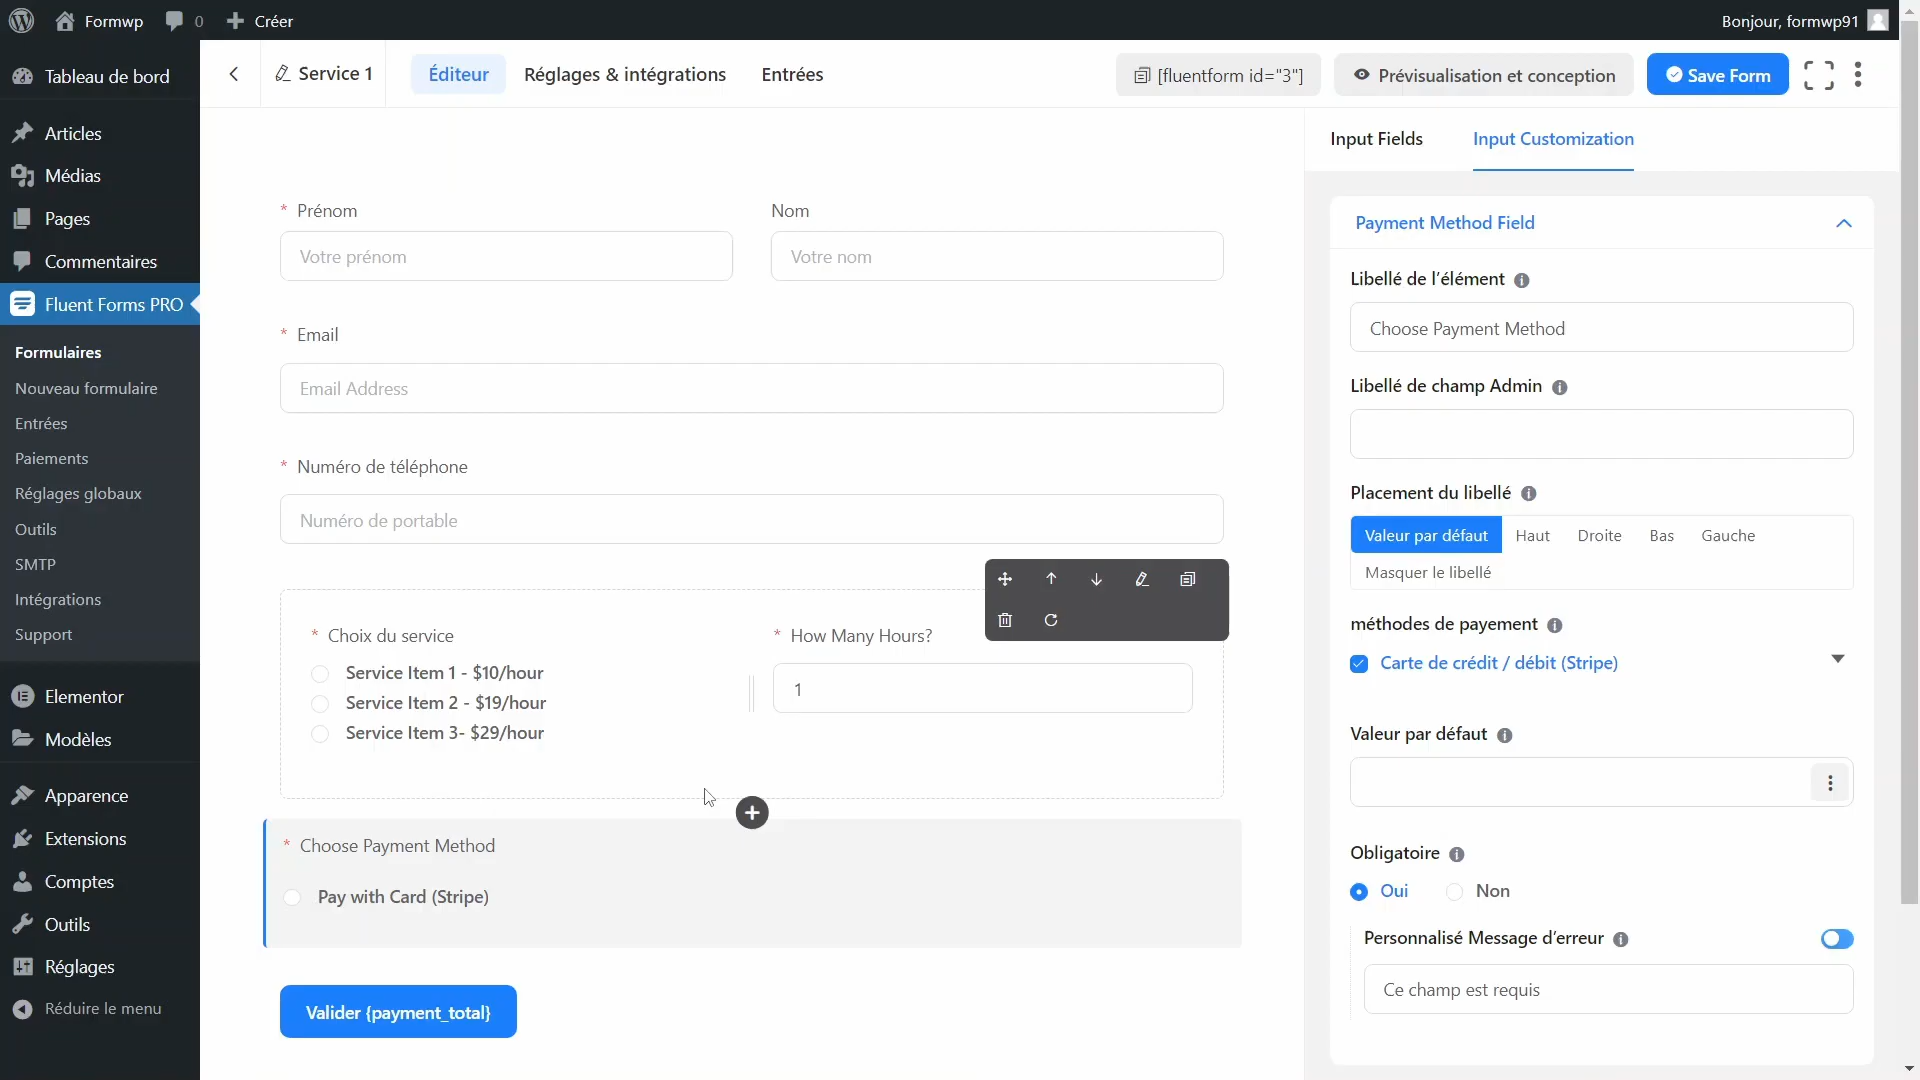 Formwp
0
Créer
Bonjour, formwp91
Tableau de bord
Articles
Médias
Pages
Commentaires
Fluent Forms PRO
Formulaires
Nouveau formulaire
Entrées
Paiements
Réglages globaux
Outils
SMTP
Intégrations
Support
Elementor
Modèles
Apparence
Extensions
Comptes
Outils
Réglages
Réduire le menu
Service 1
Éditeur
Réglages & intégrations
Entrées
[fluentform id="3"]
Prévisualisation et conception
Save Form
* Prénom
Votre prénom
Nom
Votre nom
* Email
Email Address
* Numéro de téléphone
Numéro de portable
* Choix du service
Service Item 1 - $10/hour
Service Item 2 - $19/hour
Service Item 3- $29/hour
* How Many Hours?
1
* Choose Payment Method
Pay with Card (Stripe)
Valider {payment_total}
Input Fields
Input Customization
Payment Method Field
Libellé de l’élément
Choose Payment Method
Libellé de champ Admin
Placement du libellé
Valeur par défaut
Haut
Droite
Bas
Gauche
Masquer le libellé
méthodes de payement
Carte de crédit / débit (Stripe)
Valeur par défaut
Obligatoire
Oui
Non
Personnalisé Message d’erreur
Ce champ est requis